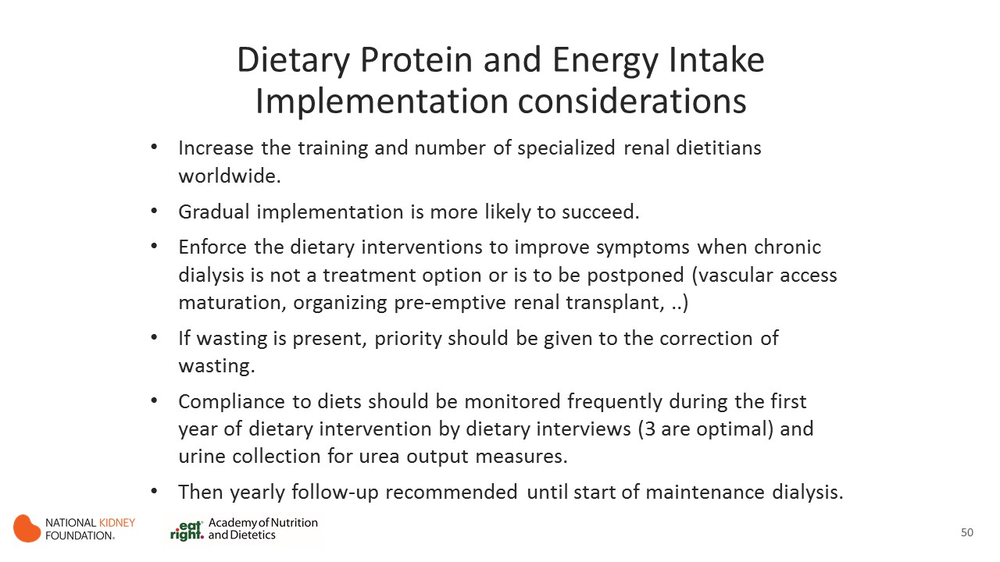 Dietary Protein and Energy Intake
Implementation considerations
• Increase the training and number of specialized renal dietitians
worldwide.
• Gradual implementation is more likely to succeed.
• Enforce the dietary interventions to improve symptoms when chronic
dialysis is not a treatment option or is to be postponed (vascular access
maturation, organizing pre-emptive renal transplant, ..)
• If wasting is present, priority should be given to the correction of
wasting.
• Compliance to diets should be monitored frequently during the first
year of dietary intervention by dietary interviews (3 are optimal) and
urine collection for urea output measures.
• Then yearly follow-up recommended until start of maintenance dialysis.
NATIONAL KIDNEY
FOUNDATION®
eat
right.
Academy of Nutrition
and Dietetics
50